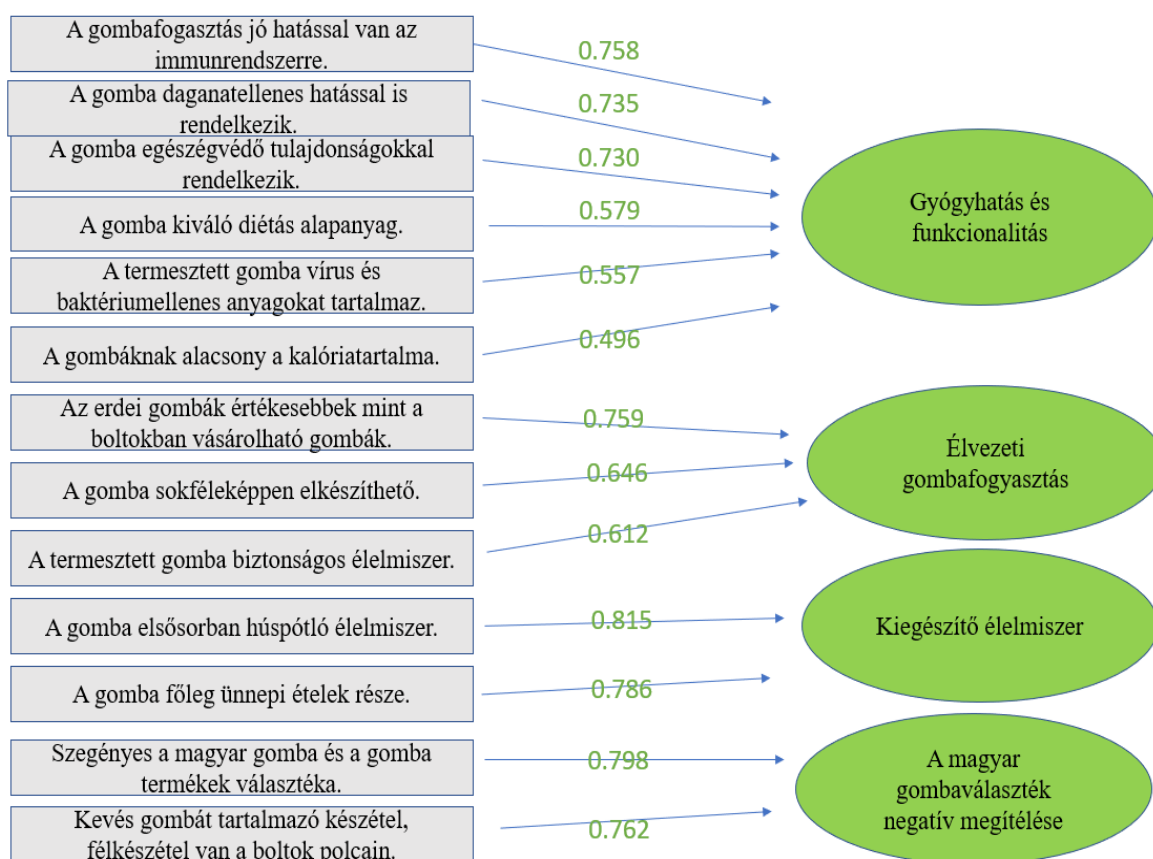 A gombafogasztás jó hatással van az
immunrendszerre.
0.758
A gomba daganatellenes hatással is
rendelkezik.
0.735
A gomba egészégvédő tulajdonságokkal
rendelkezik.
0.730
A gomba kiváló diétás alapanyag.
0.579
A termesztett gomba vírus és
baktériumellenes anyagokat tartalmaz.
0.557
A gombáknak alacsony a kalóriatartalma.
0.496
Gyógyhatás és
funkcionalitás
Az erdei gombák értékesebbek mint a
boltokban vásárolható gombák.
0.759
A gomba sokféleképpen elkészíthető.
0.646
A termesztett gomba biztonságos élelmiszer.
0.612
Élvezeti
gombafogyasztás
A gomba elsősorban húspótló élelmiszer.
0.815
A gomba főleg ünnepi ételek része.
0.786
Kiegészítő élelmiszer
Szegényes a magyar gomba és a gomba
termékek választéka.
0.798
Kevés gombát tartalmazó készétel,
félkészétel van a boltok polcain.
0.762
A magyar
gombaválaszték
negatív megítélése